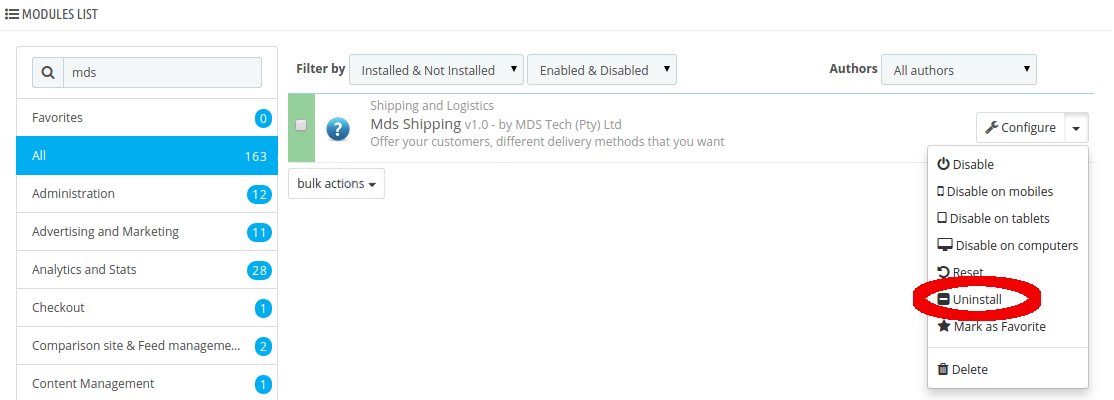 MODULES LIST
mds
Filter by Installed & Not Installed Enabled & Disabled Authors All authors
Favorites 0
All 163
Administration 12
Advertising and Marketing 11
Analytics and Stats 28
Checkout 1
Comparison site & Feed manageme... 2
Content Management 1
Shipping and Logistics
Mds Shipping v1.0 - by MDS Tech (Pty) Ltd
Offer your customers, different delivery methods that you want
Configure
bulk actions
Disable
Disable on mobiles
Disable on tablets
Disable on computers
Reset
Uninstall
Mark as Favorite
Delete